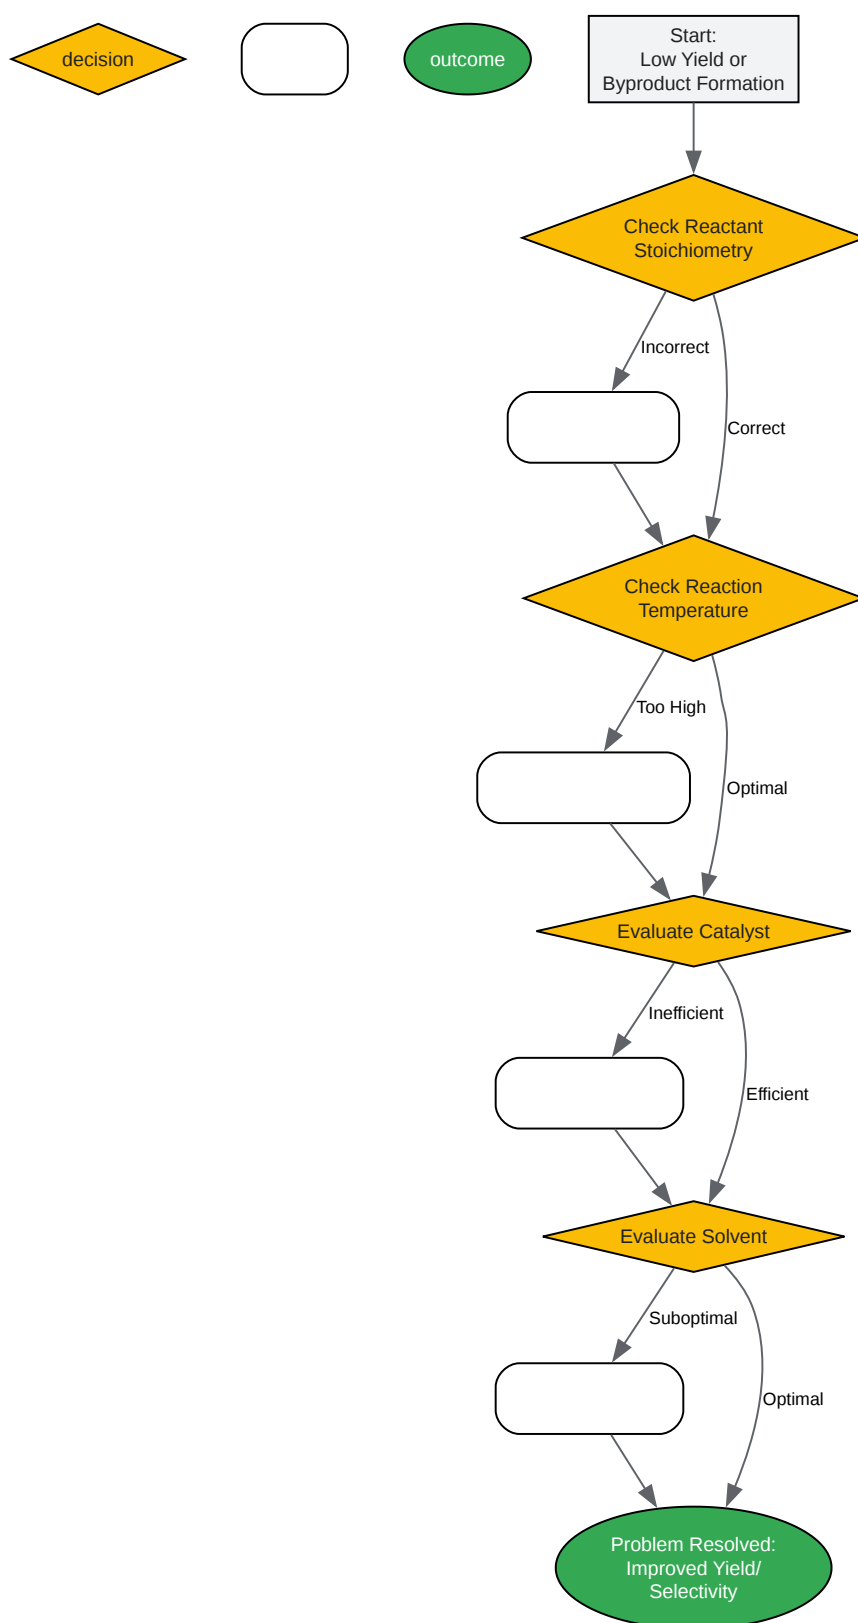 decision
outcome
Start:
Low Yield or
Byproduct Formation
Check Reactant
Stoichiometry
Incorrect
Correct
Check Reaction
Temperature
Too High
Optimal
Evaluate Catalyst
Inefficient
Efficient
Evaluate Solvent
Suboptimal
Optimal
Problem Resolved:
Improved Yield/
Selectivity